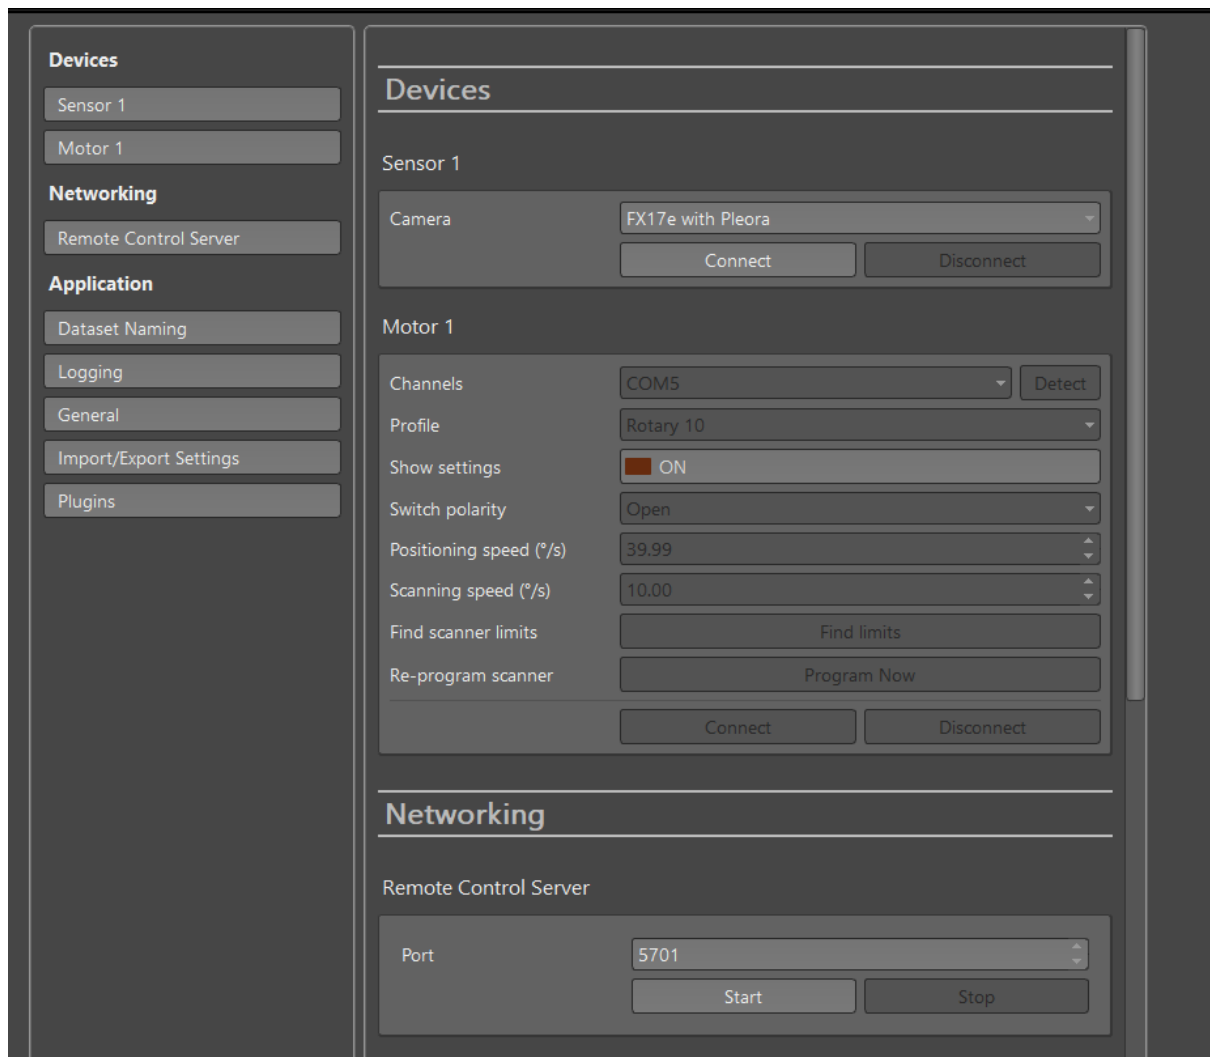 Devices
Sensor 1
Motor 1
Networking
Remote Control Server
Application
Dataset Naming
Logging
General
Import/Export Settings
Plugins
Devices
Sensor 1
Camera FX17e with Pleora
Connect Disconnect
Motor 1
Channels COM5 Detect
Profile Rotary 10
Show settings ON
Switch polarity Open
Positioning speed (°/s) 39.99
Scanning speed (°/s) 10.00
Find scanner limits Find limits
Re-program scanner Program Now
Connect Disconnect
Networking
Remote Control Server
Port 5701
Start Stop